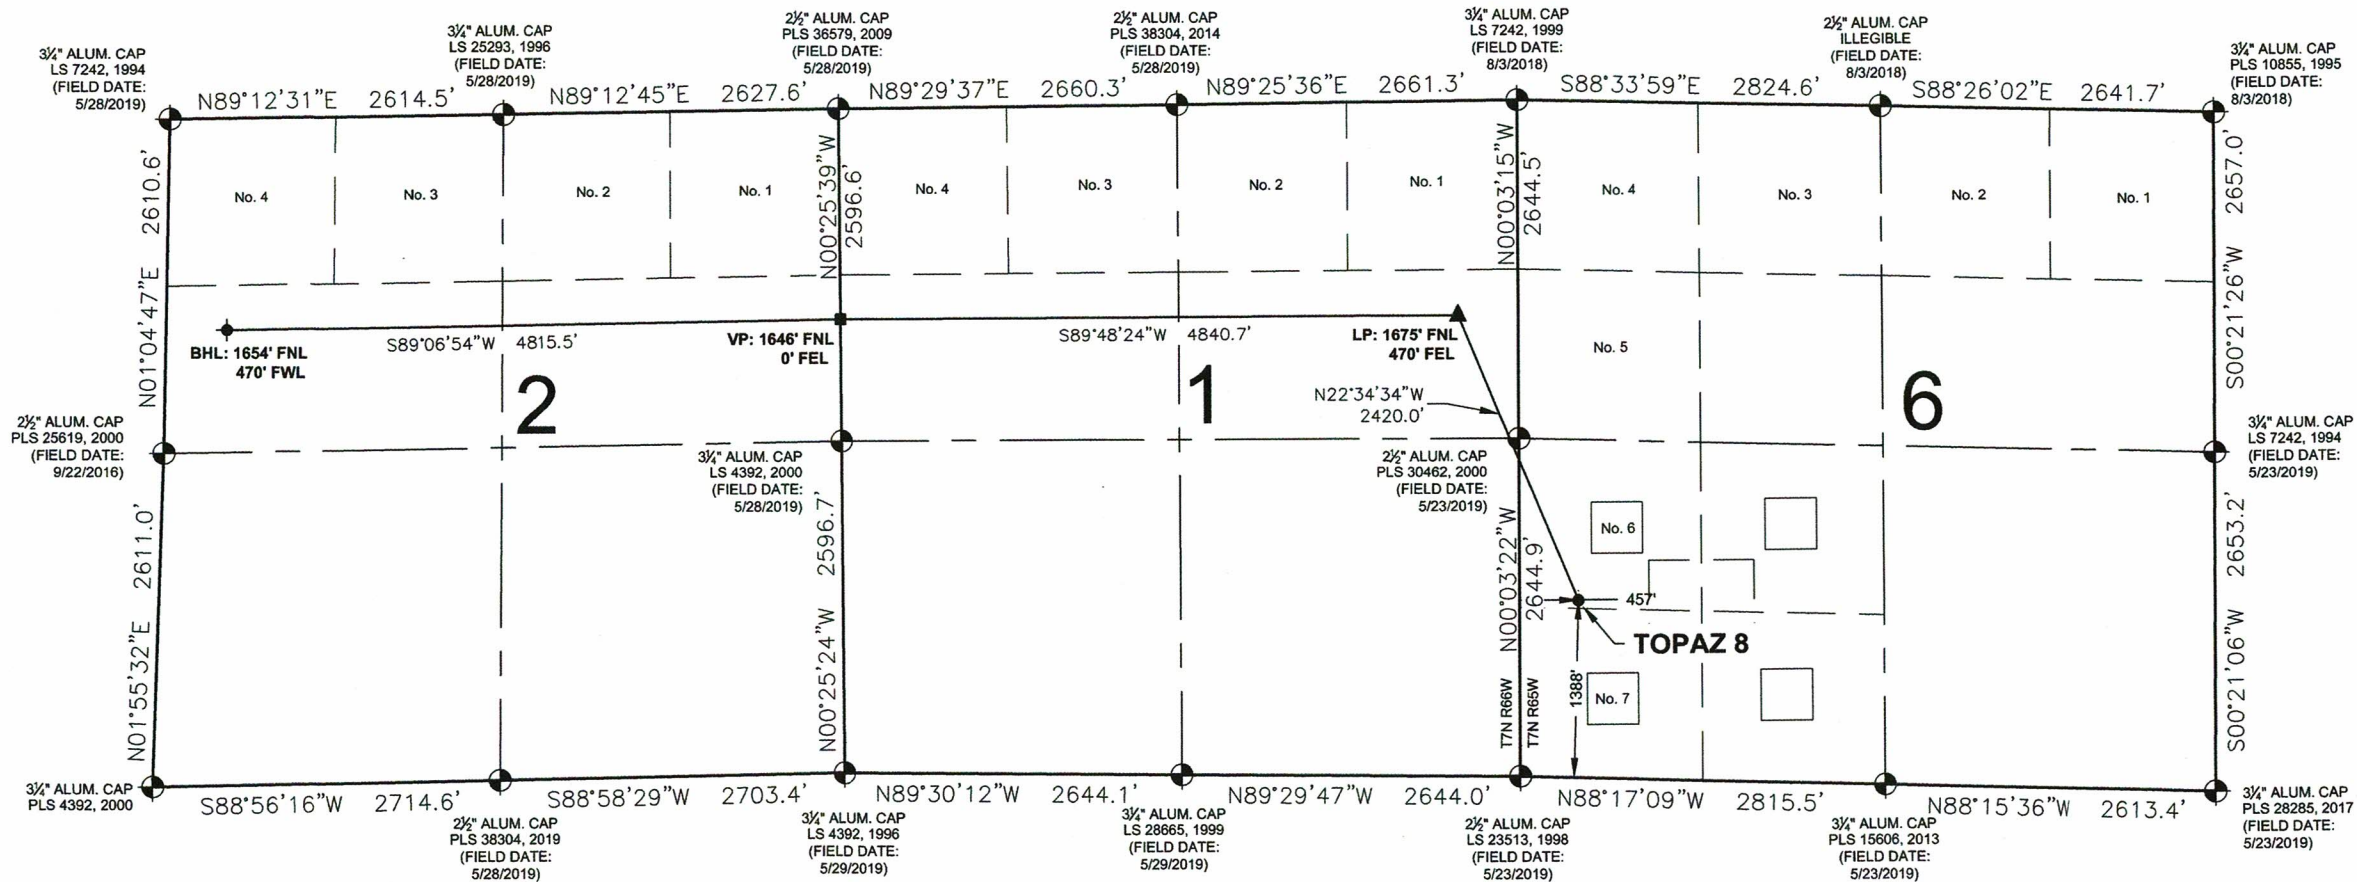 3¼" ALUM. CAP
LS 7242, 1994
(FIELD DATE:
5/28/2019)
3¼" ALUM. CAP
LS 25293, 1996
(FIELD DATE:
5/28/2019)
2½" ALUM. CAP
PLS 36579, 2009
(FIELD DATE:
5/28/2019)
2½" ALUM. CAP
PLS 38304, 2014
(FIELD DATE:
5/28/2019)
3¼" ALUM. CAP
LS 7242, 1999
(FIELD DATE:
8/3/2018)
2½" ALUM. CAP
ILLEGIBLE
(FIELD DATE:
8/3/2018)
3¼" ALUM. CAP
PLS 10855, 1995
(FIELD DATE:
8/3/2018)
N89°12'31"E 2614.5'
N89°12'45"E 2627.6'
N89°29'37"E 2660.3'
N89°25'36"E 2661.3'
S88°33'59"E 2824.6'
S88°26'02"E 2641.7'
N01°04'47"E 2610.6'
No. 4
No. 3
No. 2
No. 1
N00°25'39"W
2596.6'
No. 4
No. 3
No. 2
No. 1
N00°03'15"W
2644.5'
No. 4
No. 3
No. 2
No. 1
S00°21'26"W 2657.0'
BHL: 1654' FNL
470' FWL
S89°06'54"W 4815.5'
VP: 1646' FNL
0' FEL
S89°48'24"W 4840.7'
LP: 1675' FNL
470' FEL
No. 5
N22°34'34"W
2420.0'
2
1
6
2½" ALUM. CAP
PLS 25619, 2000
(FIELD DATE:
9/22/2016)
3¼" ALUM. CAP
LS 4392, 2000
(FIELD DATE:
5/28/2019)
2½" ALUM. CAP
PLS 30462, 2000
(FIELD DATE:
5/23/2019)
3¼" ALUM. CAP
LS 7242, 1994
(FIELD DATE:
5/23/2019)
N01°55'32"E 2611.0'
N00°25'24"W 2596.7'
N00°03'22"W
2644.9'
No. 6
457'
TOPAZ 8
1388'
No. 7
T7N R66W
T7N R65W
S00°21'06"W 2653.2'
3¼" ALUM. CAP
PLS 4392, 2000
S88°56'16"W 2714.6'
S88°58'29"W 2703.4'
N89°30'12"W 2644.1'
N89°29'47"W 2644.0'
N88°17'09"W 2815.5'
N88°15'36"W 2613.4'
2½" ALUM. CAP
PLS 38304, 2019
(FIELD DATE:
5/28/2019)
3¼" ALUM. CAP
LS 4392, 1996
(FIELD DATE:
5/29/2019)
3¼" ALUM. CAP
LS 28665, 1999
(FIELD DATE:
5/29/2019)
2½" ALUM. CAP
LS 23513, 1998
(FIELD DATE:
5/23/2019)
3¼" ALUM. CAP
PLS 15606, 2013
(FIELD DATE:
5/23/2019)
3¼" ALUM. CAP
PLS 28285, 2017
(FIELD DATE:
5/23/2019)